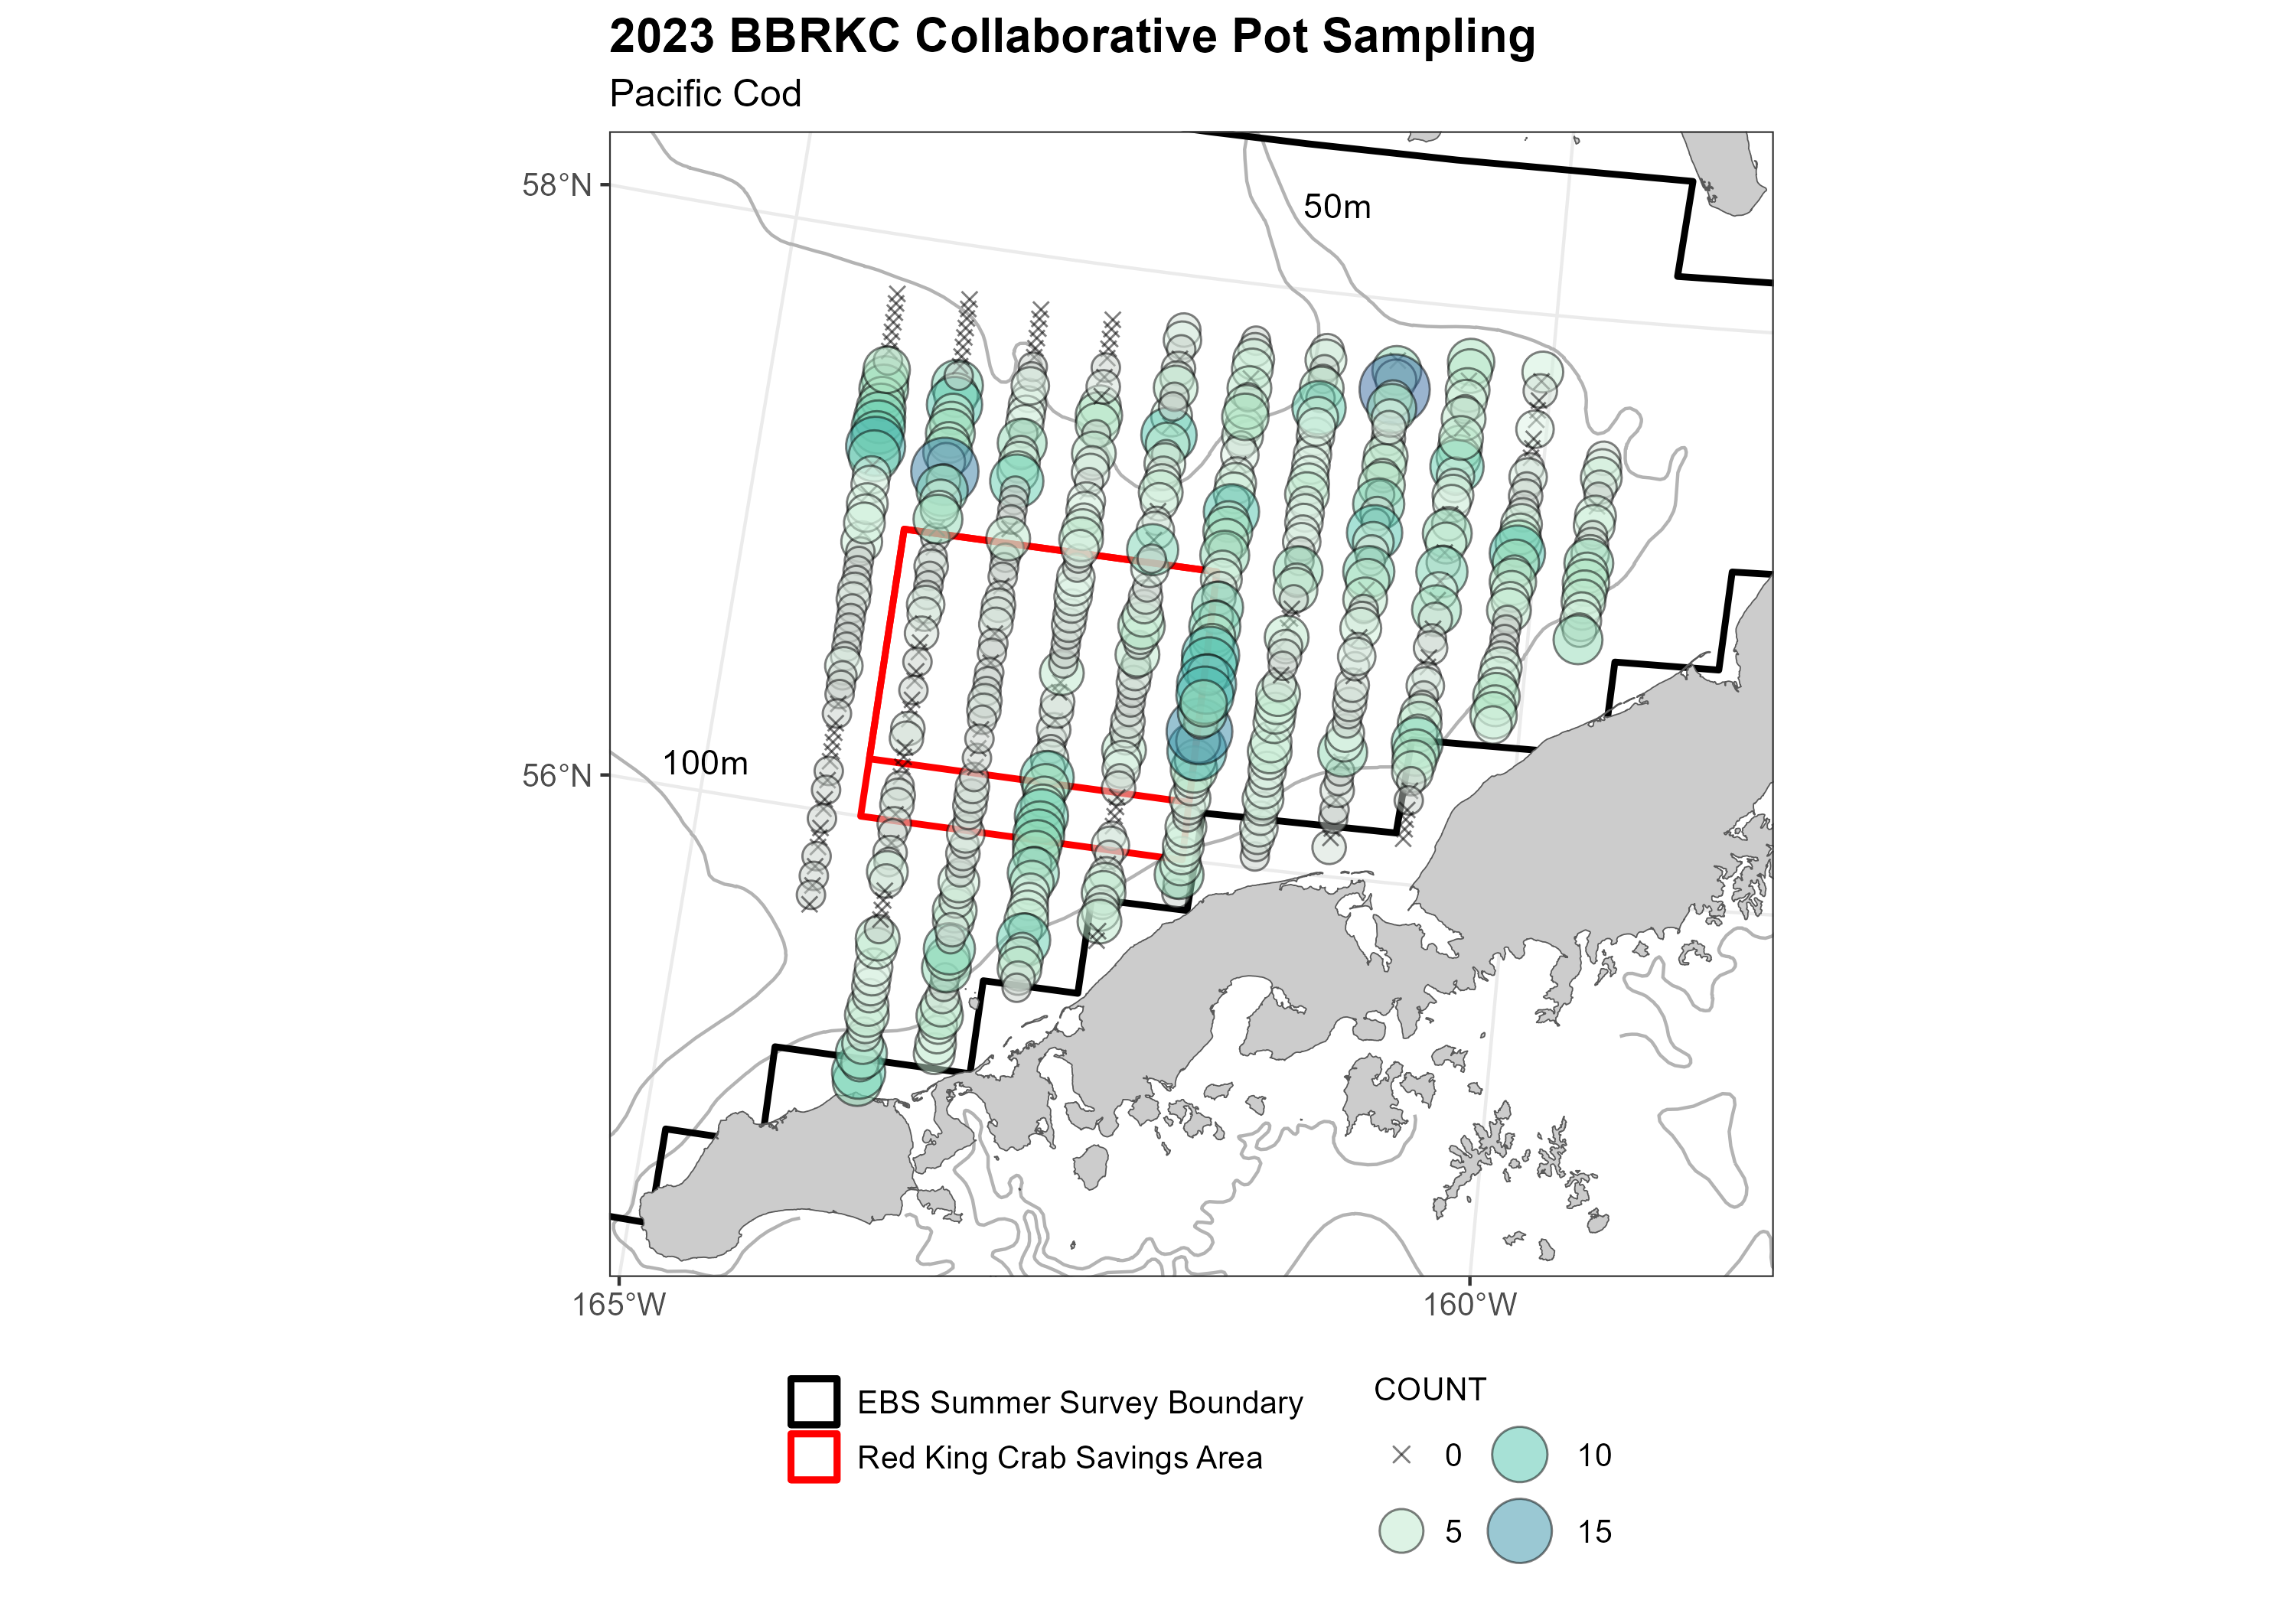 2023 BBRKC Collaborative Pot Sampling
Pacific Cod
58°N
50m
56°N
100m
165°W
160°W
EBS Summer Survey Boundary
Red King Crab Savings Area
COUNT
0
10
5
15